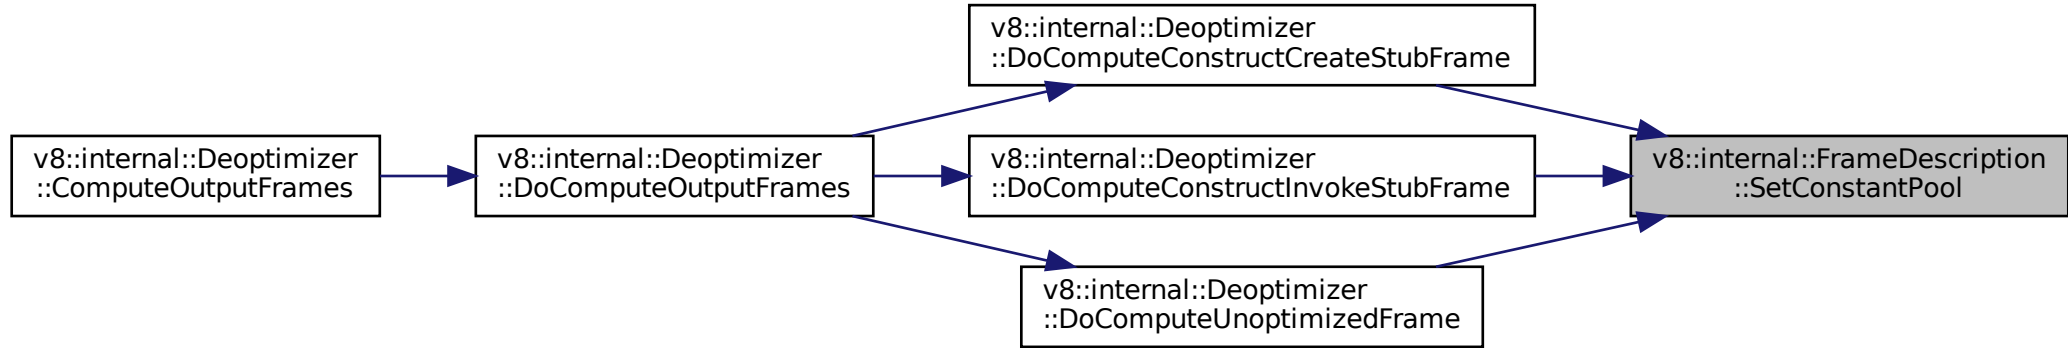 v8::internal::Deoptimizer
::ComputeOutputFrames
v8::internal::Deoptimizer
::DoComputeOutputFrames
v8::internal::Deoptimizer
::DoComputeConstructCreateStubFrame
v8::internal::Deoptimizer
::DoComputeConstructInvokeStubFrame
v8::internal::Deoptimizer
::DoComputeUnoptimizedFrame
v8::internal::FrameDescription
::SetConstantPool